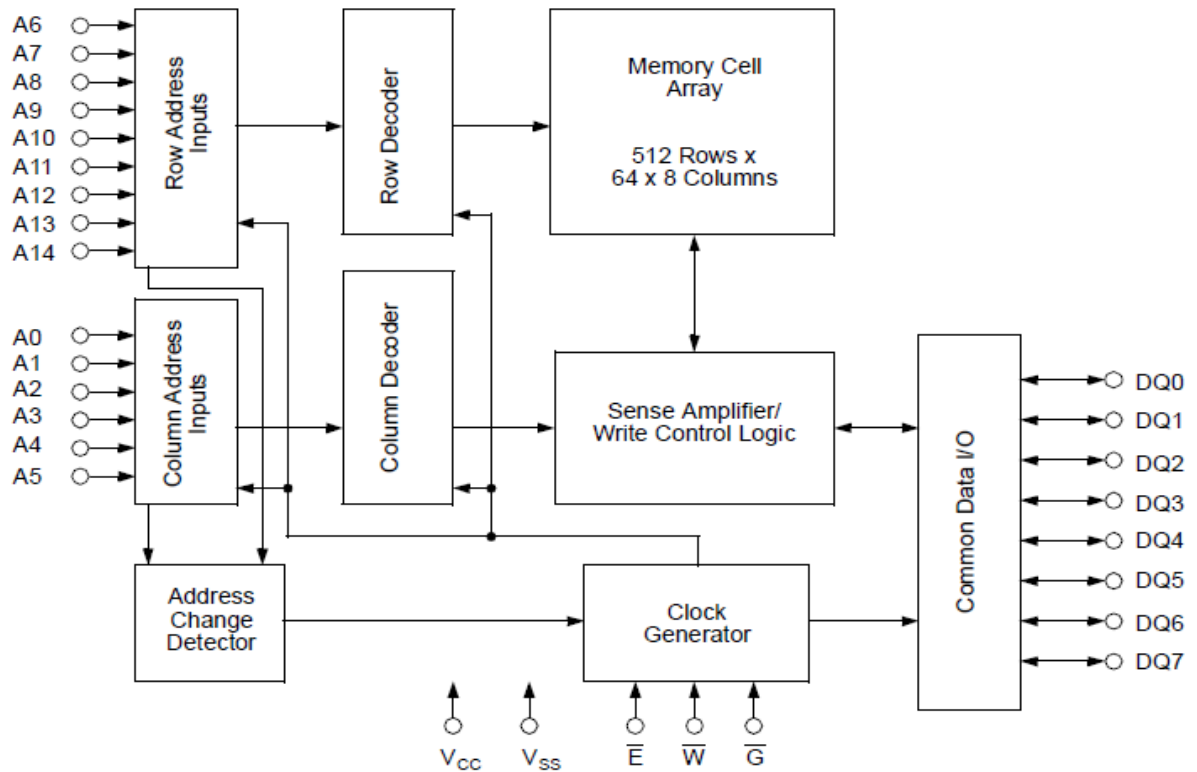 A6
A7
A8
A9
A10
A11
A12
A13
A14
Row Address
Inputs
Row Decoder
Memory Cell
Array
512 Rows x
64 x 8 Columns
A0
A1
A2
A3
A4
A5
Column Address
Inputs
Column Decoder
Sense Amplifier/
Write Control Logic
Common Data I/O
DQ0
DQ1
DQ2
DQ3
DQ4
DQ5
DQ6
DQ7
Address
Change
Detector
Clock
Generator
VCC
VSS
E̅
W̅
G̅